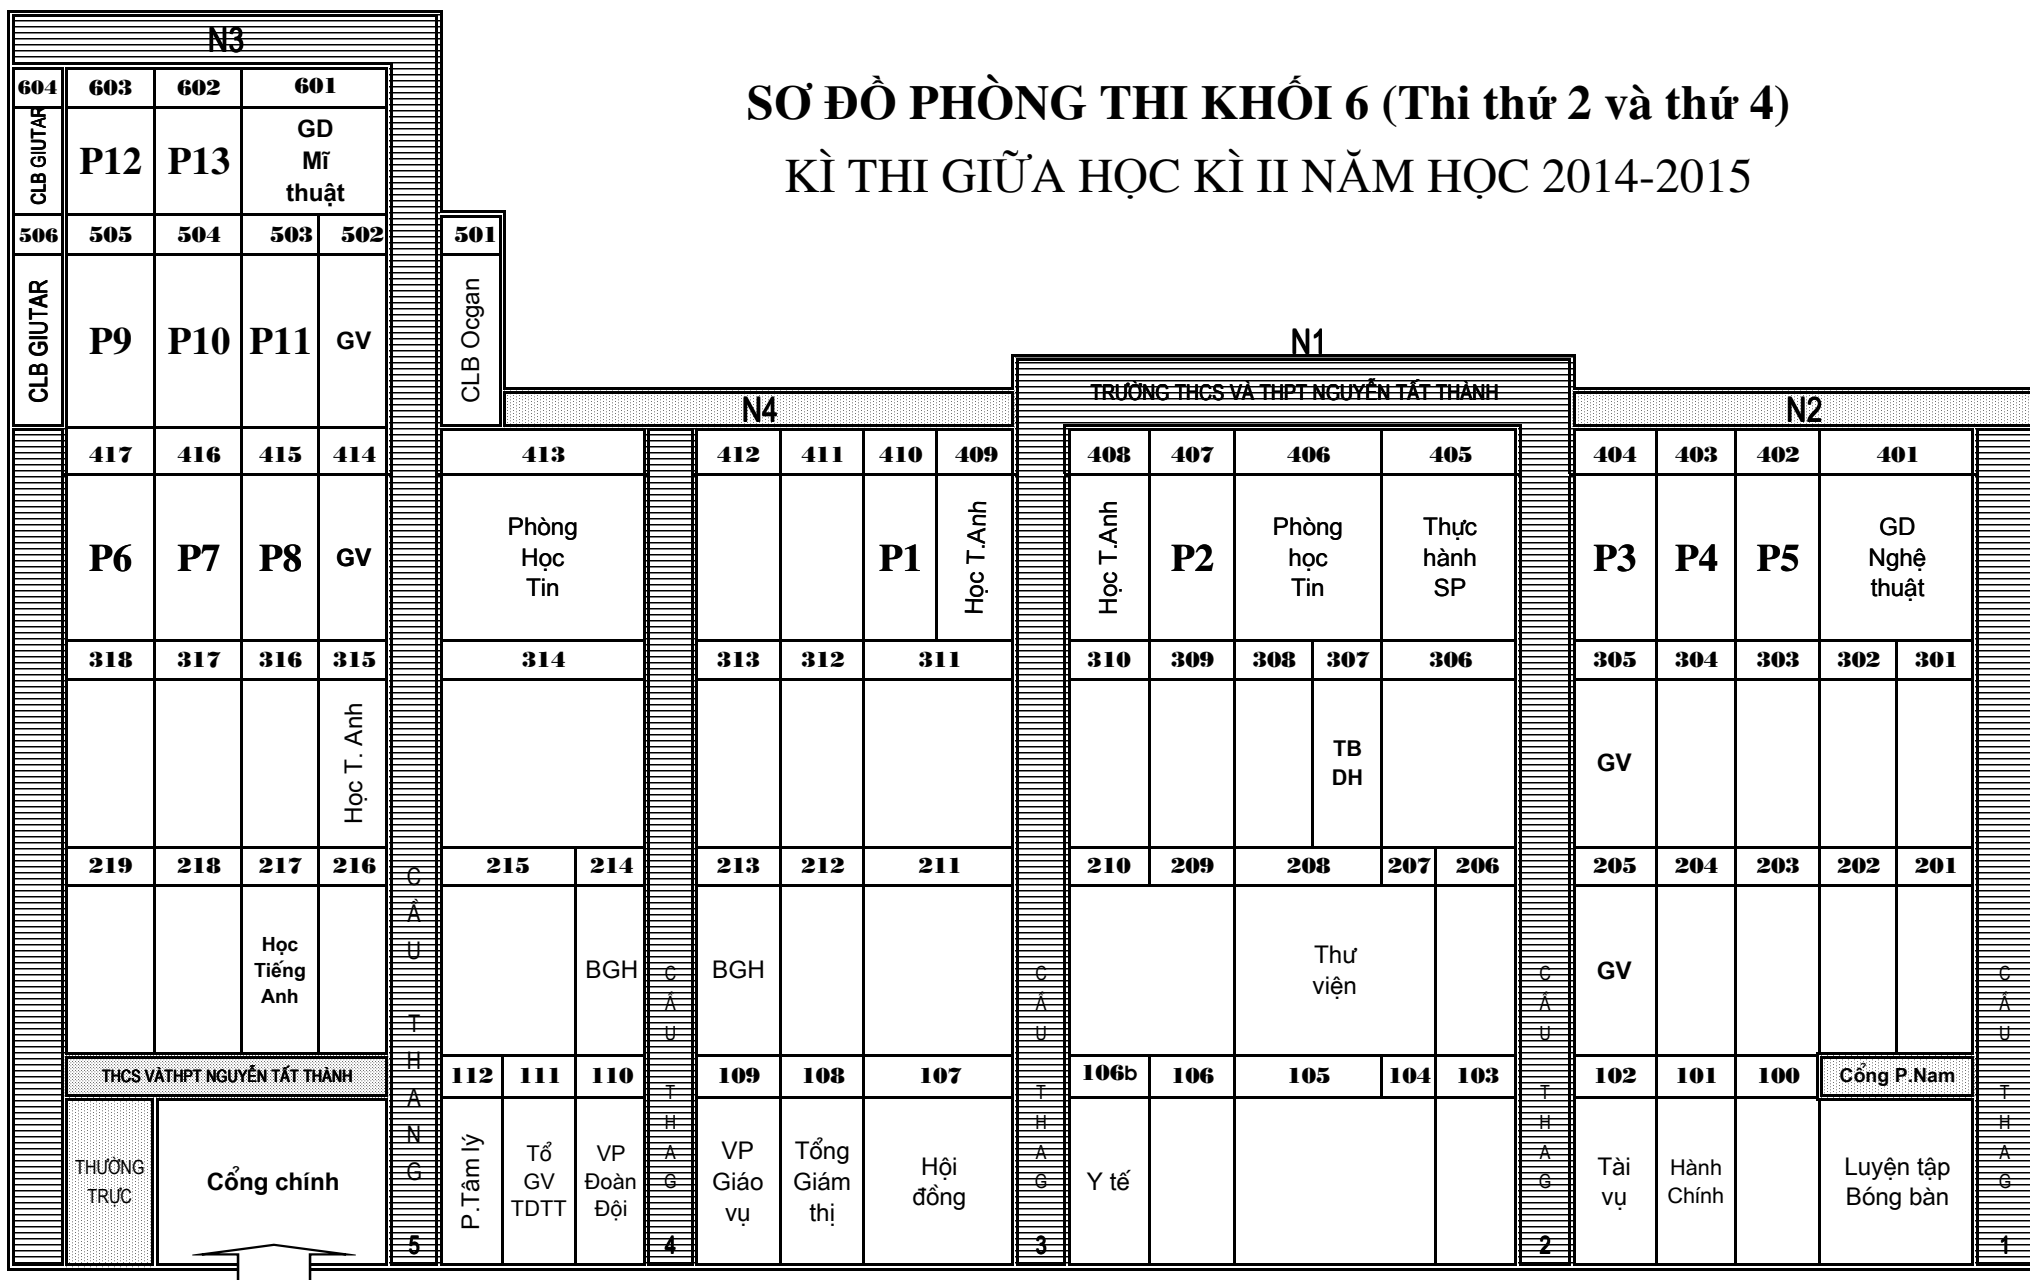 N3
604 603 602 601
CLB GIUTAR
P12 P13
GD
Mĩ
thuật
SƠ ĐỒ PHÒNG THI KHỐI 6 (Thi thứ 2 và thứ 4)
KÌ THI GIỮA HỌC KÌ II NĂM HỌC 2014-2015
506 505 504 503 502 501
CLB GIUTAR
P9 P10 P11 GV
CLB Ocgan
N1
TRƯỜNG THCS VÀ THPT NGUYỄN TẤT THÀNH
N4
N2
417 416 415 414 413 412 411 410 409 408 407 406 405 404 403 402 401
P6 P7 P8 GV
Phòng
Học
Tin
P1
Học T.Anh
Học T.Anh
P2
Phòng
học
Tin
Thực
hành
SP
P3 P4 P5
GD
Nghệ
thuật
318 317 316 315 314 313 312 311 310 309 308 307 306 305 304 303 302 301
Học T. Anh
TB
DH
GV
219 218 217 216 215 214 213 212 211 210 209 208 207 206 205 204 203 202 201
Học
Tiếng
Anh
BGH
BGH
Thư
viện
GV
THCS VÀTHPT NGUYỄN TẤT THÀNH
112 111 110 109 108 107 106b 106 105 104 103 102 101 100
Cổng P.Nam
THƯỜNG
TRỰC
Cổng chính
P.Tâm lý
Tổ
GV
TDTT
VP
Đoàn
Đội
VP
Giáo
vụ
Tổng
Giám
thị
Hội
đồng
Y tế
Tài
vụ
Hành
Chính
Luyện tập
Bóng bàn
CẦU THANG 5
CẦU THAG 4
CẦU THAG 3
CẦU THAG 2
CẦU THAG 1